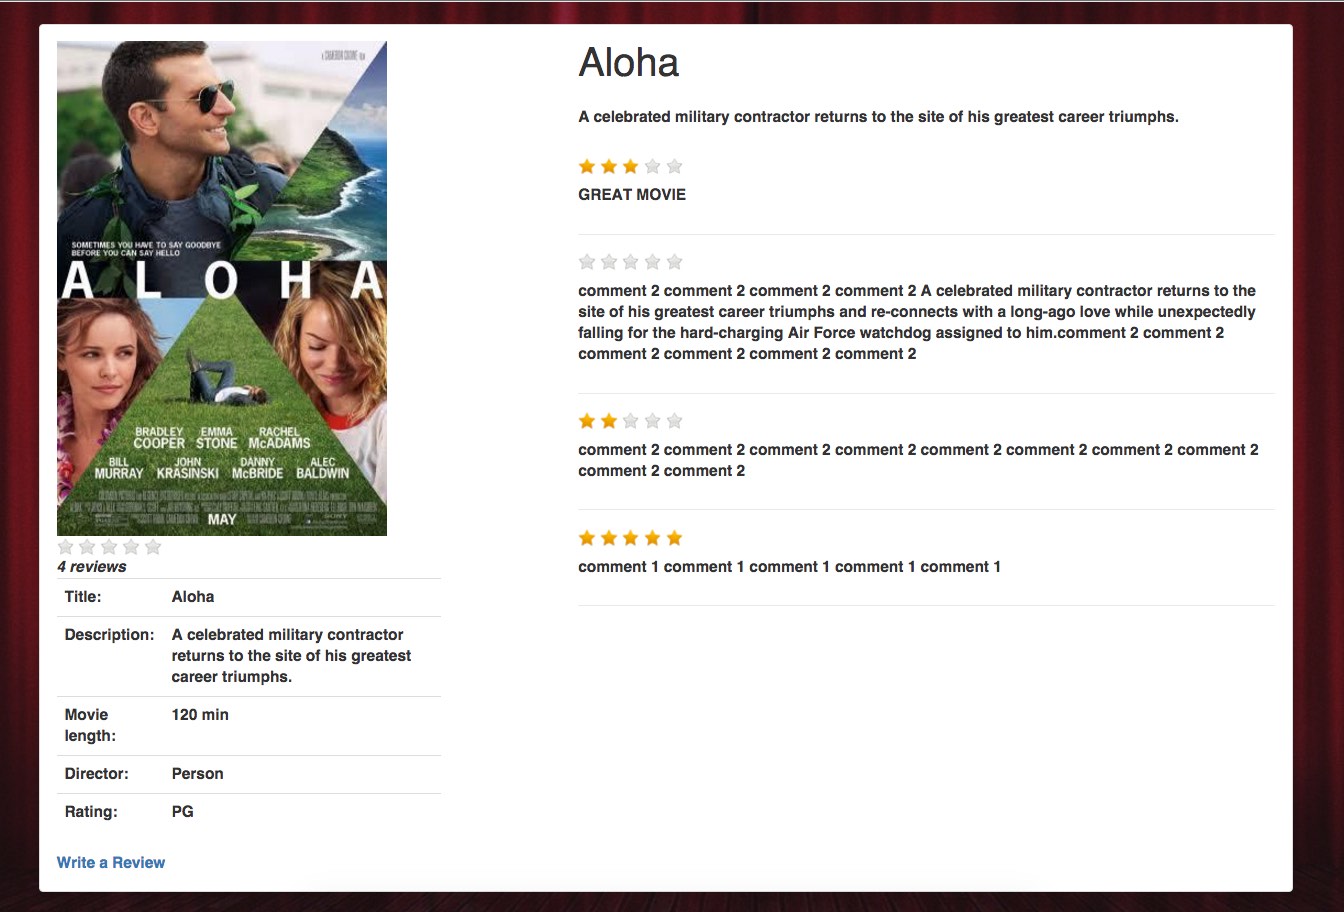 A CAMERON CROWE FILM
SOMETIMES YOU HAVE TO SAY GOODBYE
BEFORE YOU CAN SAY HELLO
ALOHA
BRADLEY COOPER EMMA STONE RACHEL McADAMS
BILL MURRAY JOHN KRASINSKI DANNY McBRIDE ALEC BALDWIN
MAY
4 reviews
Title: Aloha
Description: A celebrated military contractor
returns to the site of his greatest
career triumphs.
Movie length: 120 min
Director: Person
Rating: PG
Write a Review
Aloha
A celebrated military contractor returns to the site of his greatest career triumphs.
GREAT MOVIE
comment 2 comment 2 comment 2 comment 2 A celebrated military contractor returns to the
site of his greatest career triumphs and re-connects with a long-ago love while unexpectedly
falling for the hard-charging Air Force watchdog assigned to him.comment 2 comment 2
comment 2 comment 2 comment 2 comment 2
comment 2 comment 2 comment 2 comment 2 comment 2 comment 2 comment 2 comment 2
comment 2 comment 2
comment 1 comment 1 comment 1 comment 1 comment 1